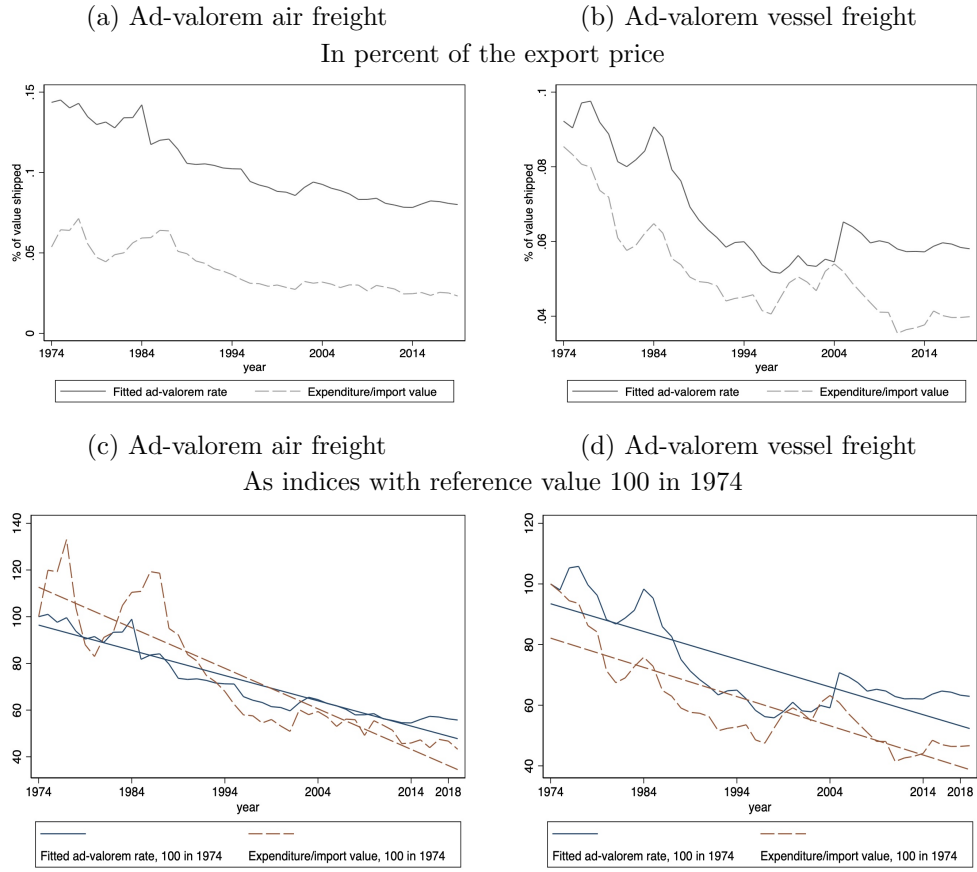 (a) Ad-valorem air freight (b) Ad-valorem vessel freight
In percent of the export price
% of value shipped
0 .05 .1 .15
1974 1984 1994 2004 2014
year
Fitted ad-valorem rate Expenditure/import value
% of value shipped
.04 .06 .08 .1
1974 1984 1994 2004 2014
year
Fitted ad-valorem rate Expenditure/import value
(c) Ad-valorem air freight (d) Ad-valorem vessel freight
As indices with reference value 100 in 1974
40 60 80 100 120 140
1974 1984 1994 2004 2014 2018
year
Fitted ad-valorem rate, 100 in 1974 Expenditure/import value, 100 in 1974
40 60 80 100 120
1974 1984 1994 2004 2014 2018
year
Fitted ad-valorem rate, 100 in 1974 Expenditure/import value, 100 in 1974